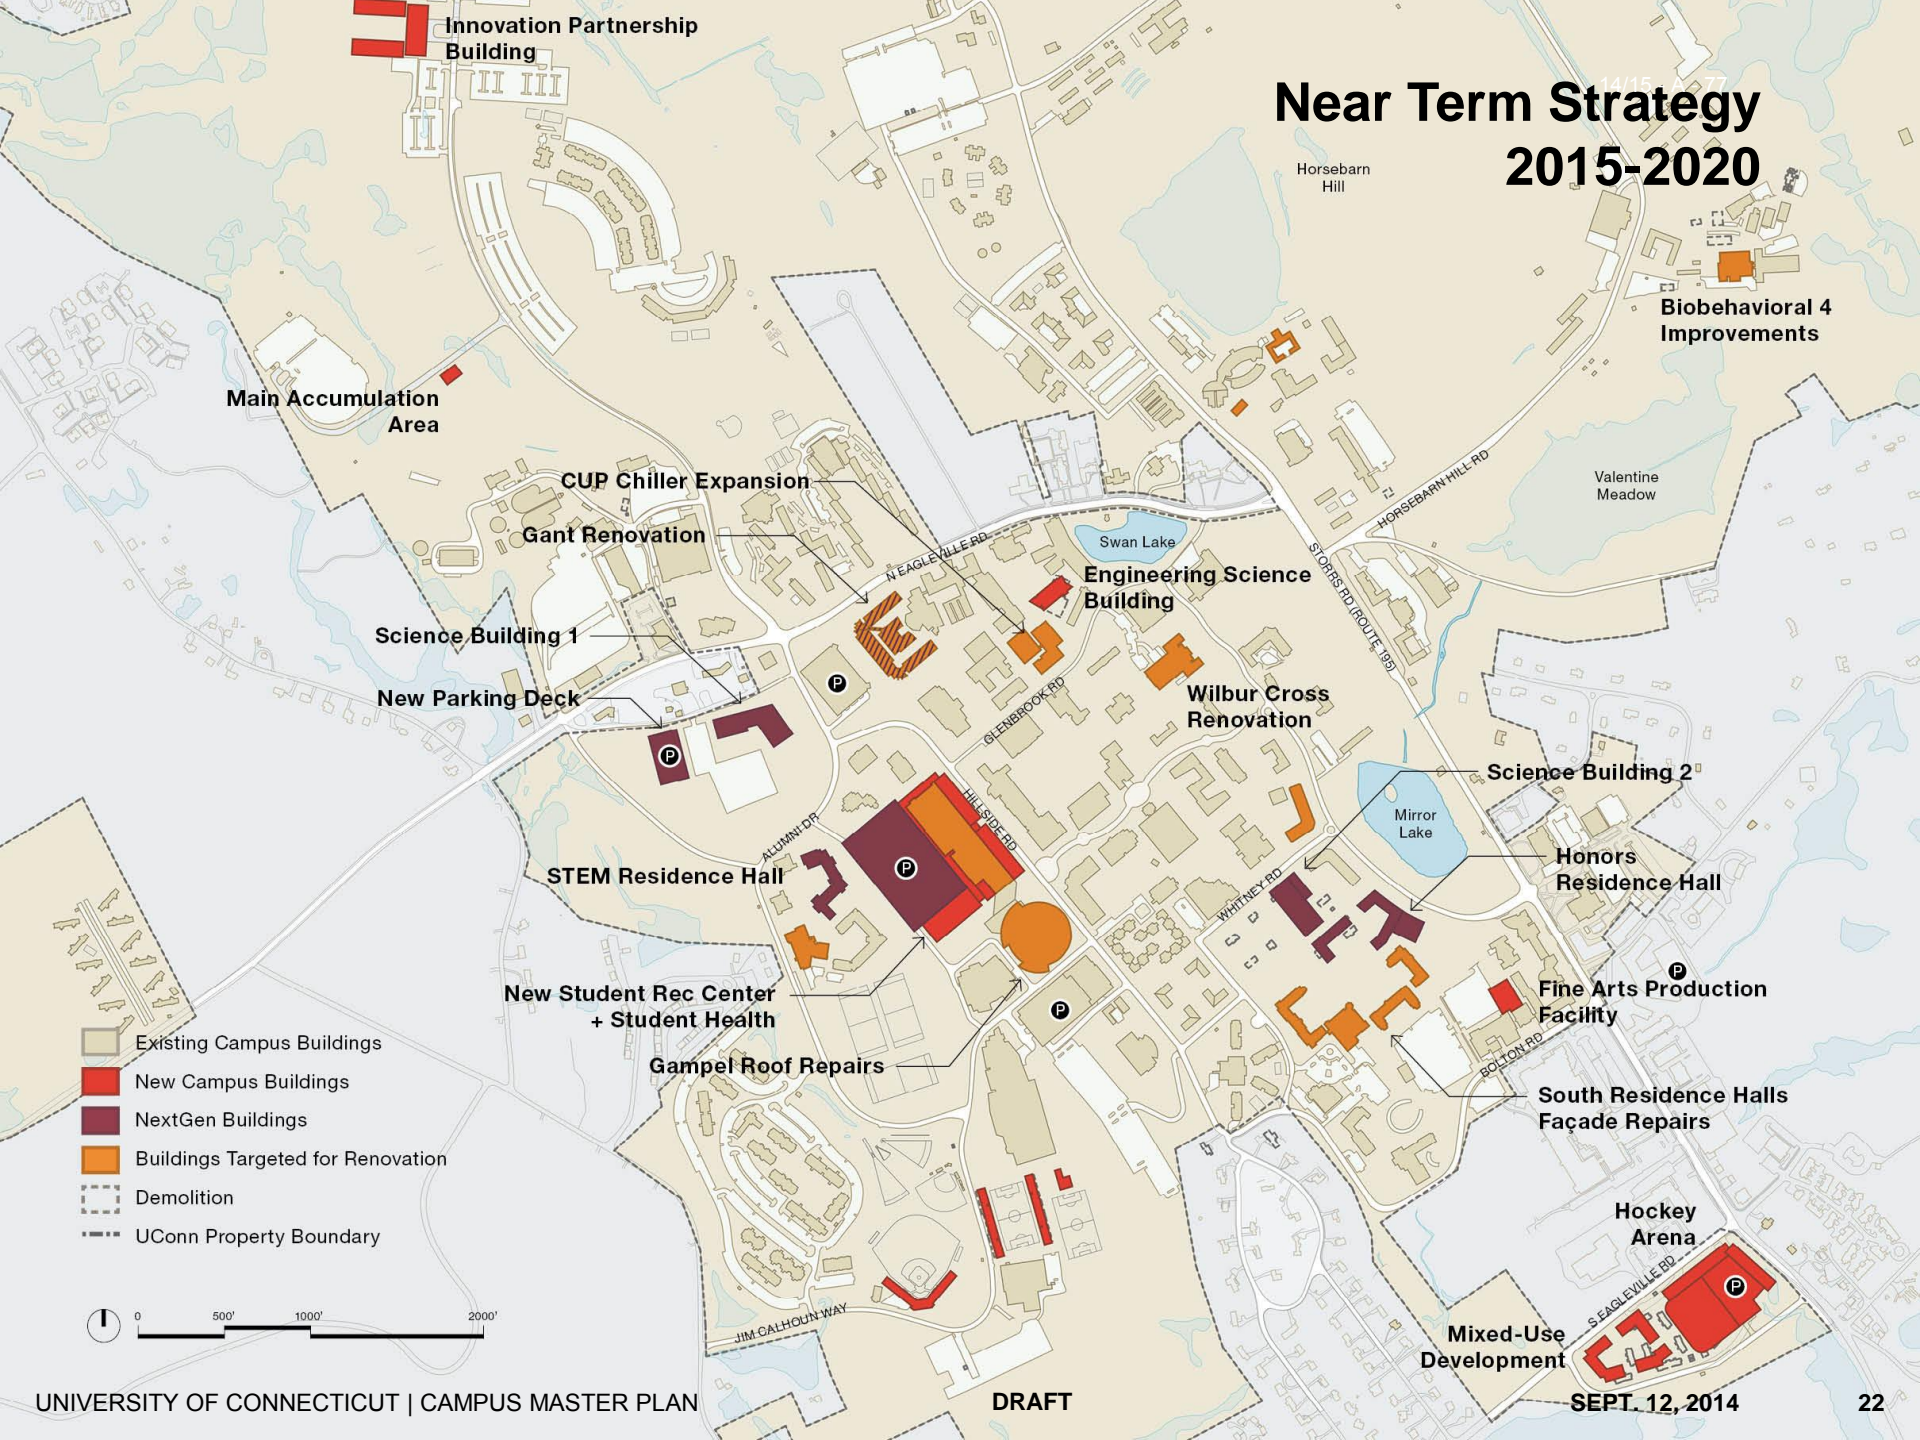 Innovation Partnership
Building
14/15 - A - 77
Near Term Strategy
2015-2020
Horsebarn
Hill
Biobehavioral 4
Improvements
Main Accumulation
Area
CUP Chiller Expansion
Gant Renovation
N EAGLEVILLE RD
Swan Lake
HORSEBARN HILL RD
Valentine
Meadow
STORRS RD (ROUTE 195)
Engineering Science
Building
Science Building 1
New Parking Deck
P
P
GLENBROOK RD
Wilbur Cross
Renovation
Science Building 2
Mirror
Lake
HILLSIDE RD
ALUMNI DR
P
STEM Residence Hall
WHITNEY RD
Honors
Residence Hall
New Student Rec Center
+ Student Health
P
P
Fine Arts Production
Facility
BOLTON RD
Gampel Roof Repairs
South Residence Halls
Façade Repairs
Existing Campus Buildings
New Campus Buildings
NextGen Buildings
Buildings Targeted for Renovation
Demolition
UConn Property Boundary
Hockey
Arena
P
S EAGLEVILLE RD
Mixed-Use
Development
JIM CALHOUN WAY
0 500' 1000' 2000'
UNIVERSITY OF CONNECTICUT | CAMPUS MASTER PLAN
DRAFT
SEPT. 12, 2014
22